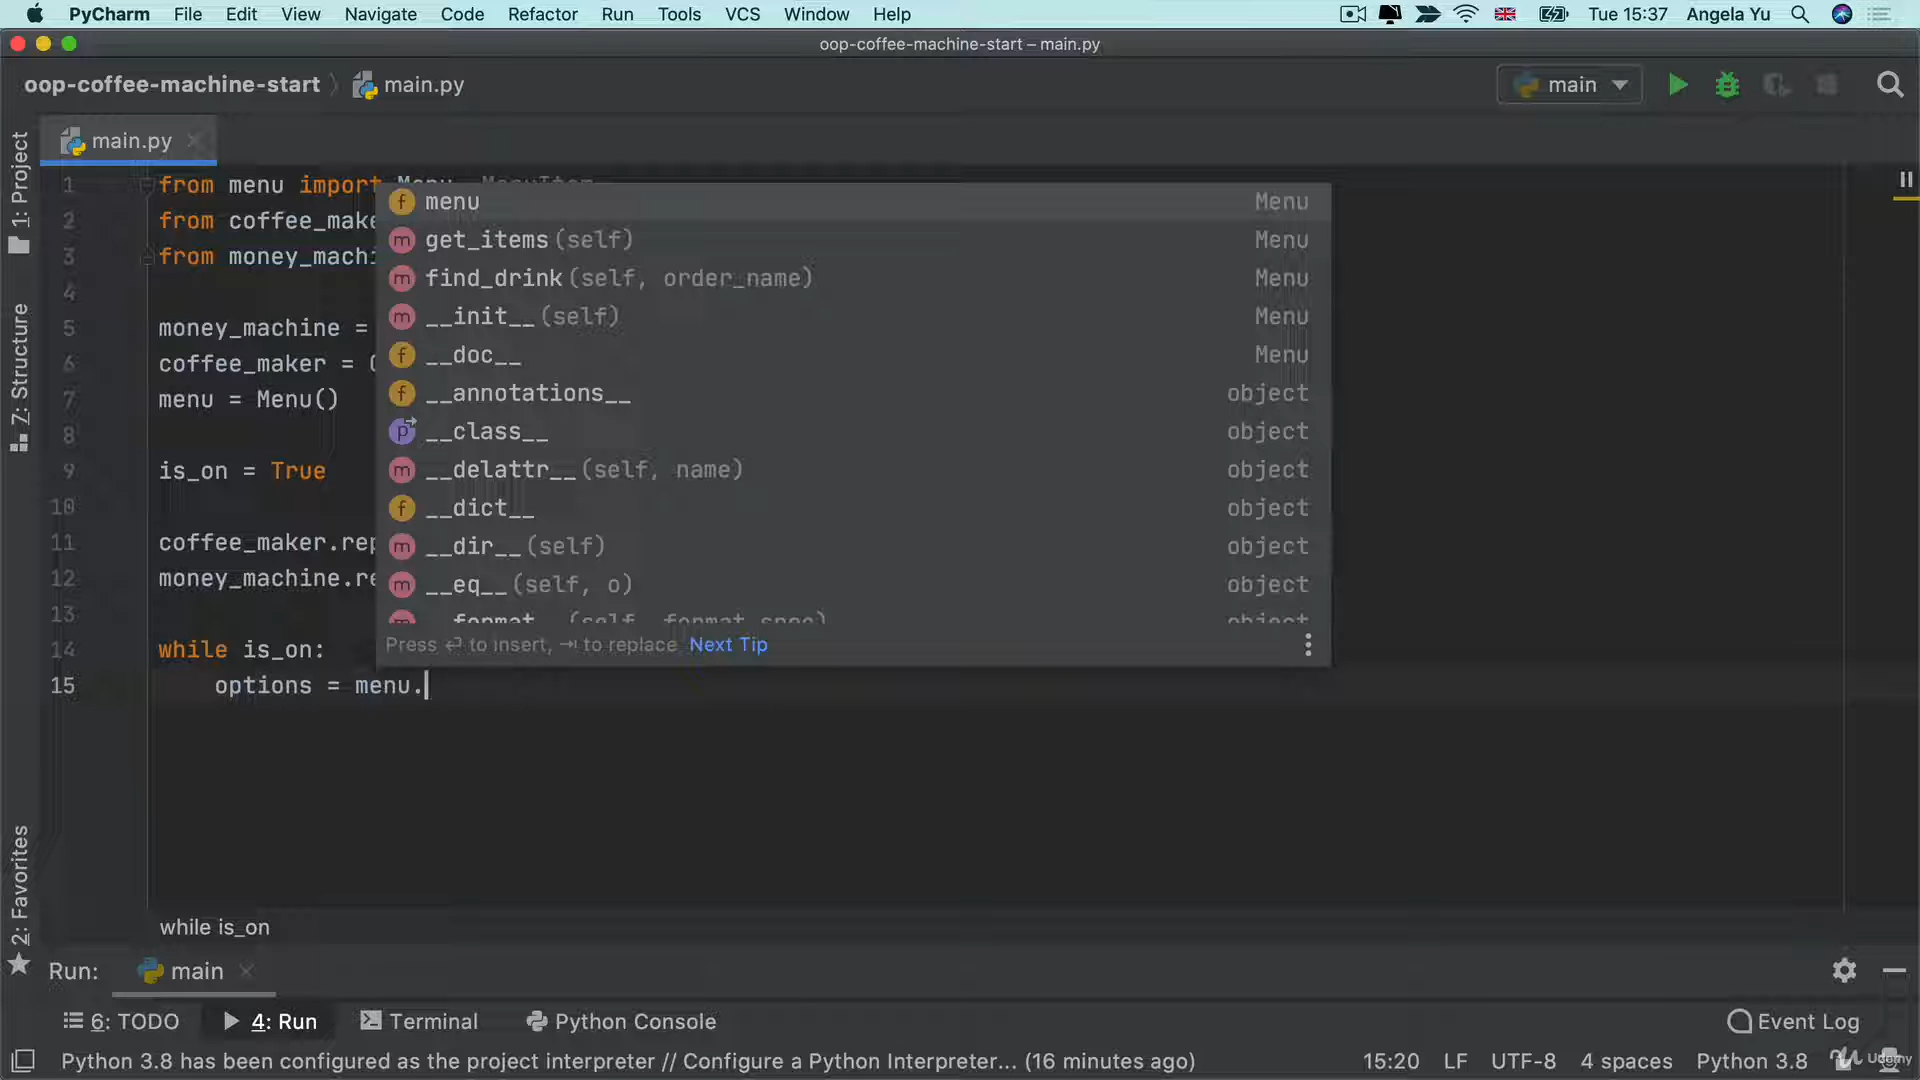 PyCharm File Edit View Navigate Code Refactor Run Tools VCS Window Help Tue 15:37 Angela Yu
oop-coffee-machine-start – main.py
oop-coffee-machine-start main.py main
main.py
1: Project
7: Structure
2: Favorites
1 from menu import Menu, MenuItem
2 from coffee_make
3 from money_machi
4
5 money_machine =
6 coffee_maker =
7 menu = Menu()
8
9 is_on = True
10
11 coffee_maker.rep
12 money_machine.re
13
14 while is_on:
15 options = menu.
f menu Menu
m get_items(self) Menu
m find_drink(self, order_name) Menu
m __init__(self) Menu
f __doc__ Menu
f __annotations__ object
p __class__ object
m __delattr__(self, name) object
f __dict__ object
m __dir__(self) object
m __eq__(self, o) object
m __format__(self, format_spec) object
Press ↵ to insert, ⇥ to replace Next Tip
while is_on
Run: main
6: TODO 4: Run Terminal Python Console Event Log
Python 3.8 has been configured as the project interpreter // Configure a Python Interpreter... (16 minutes ago) 15:20 LF UTF-8 4 spaces Python 3.8
Udemy